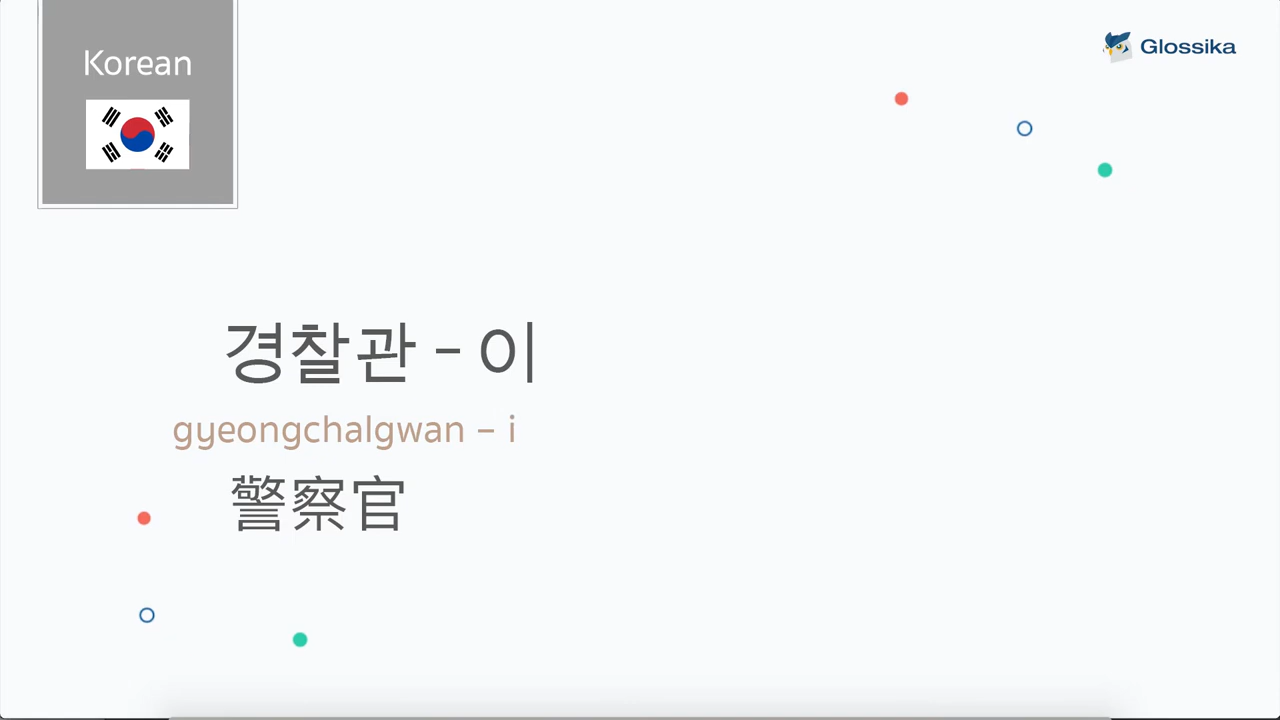 Korean
Glossika
경찰관 - 이
gyeongchalgwan - i
警察官